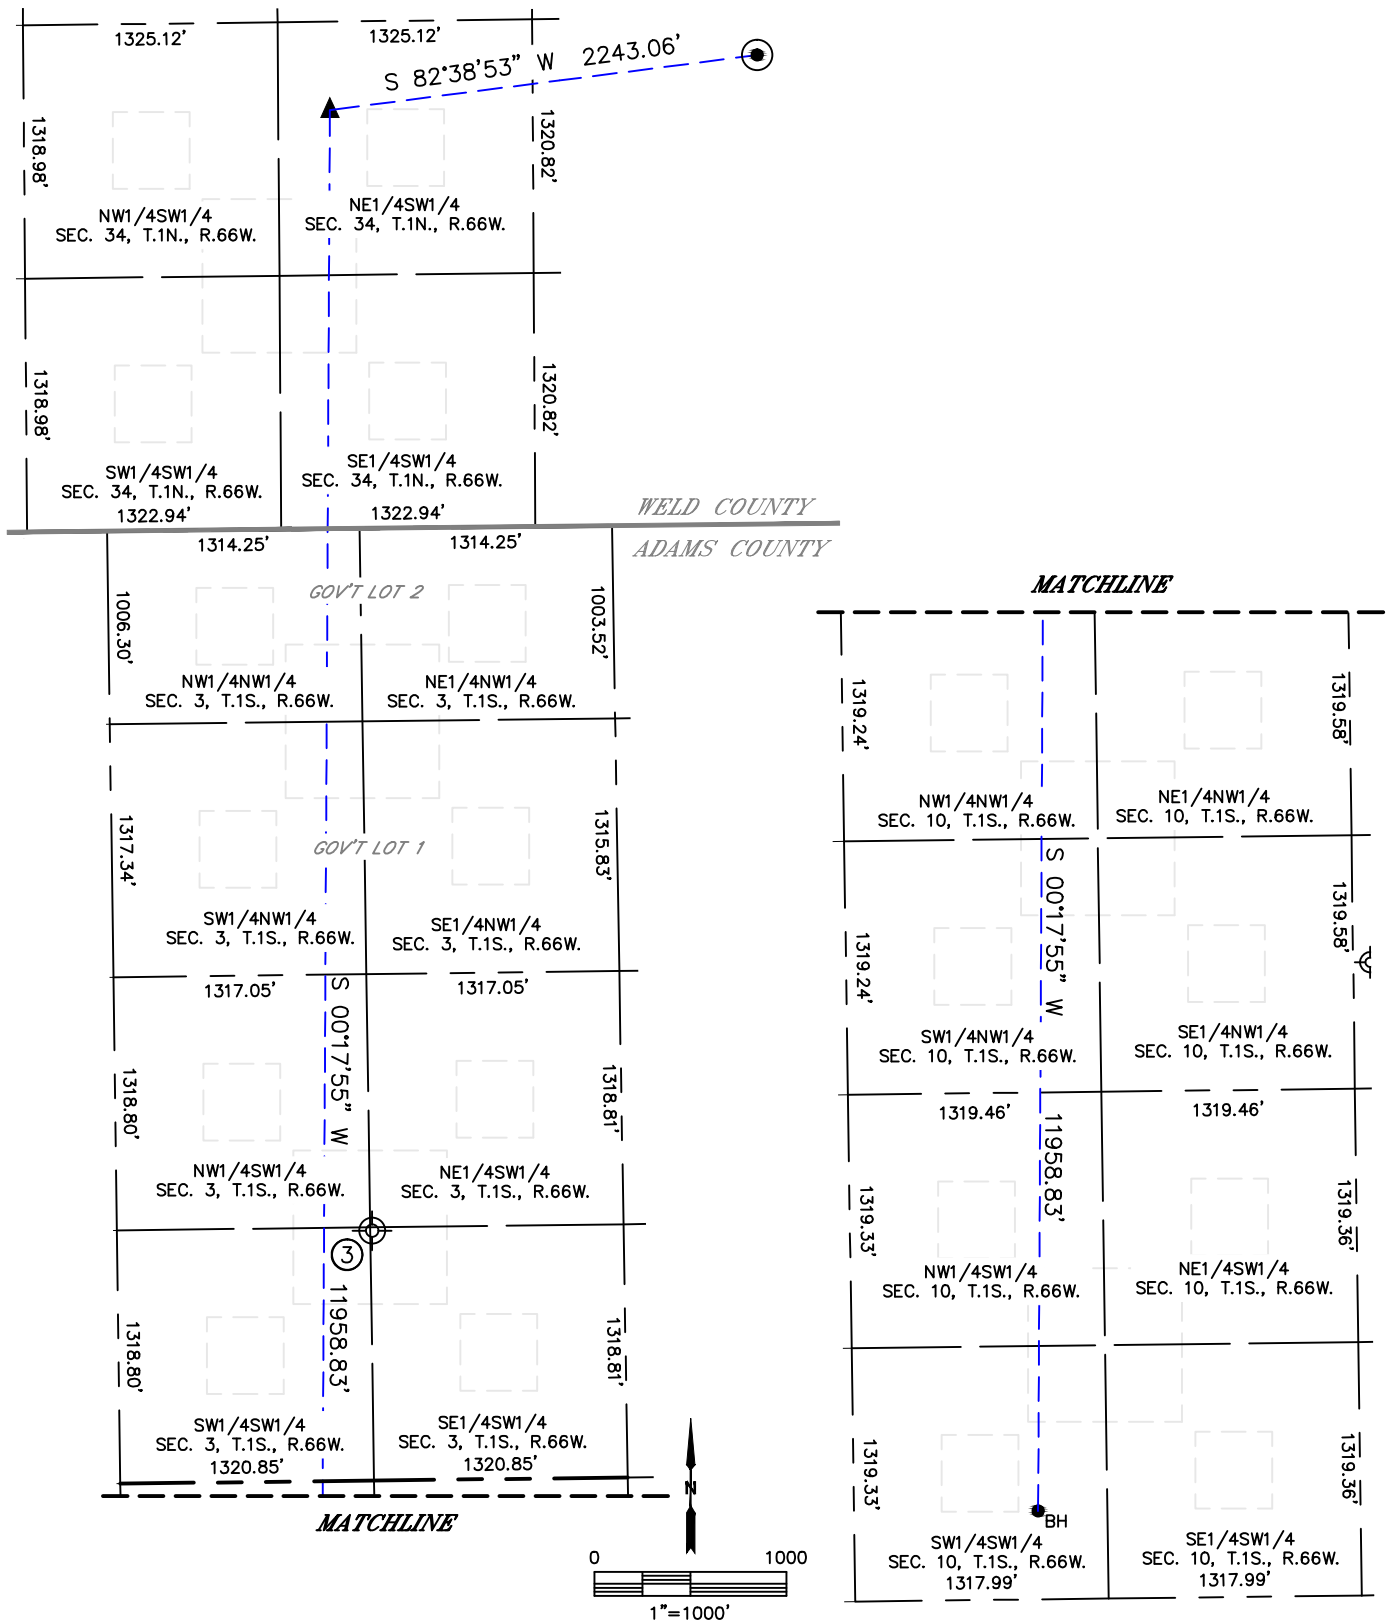 1325.12'
1325.12'
S 82°38'53" W 2243.06'
1318.98'
1320.82'
NW1/4SW1/4
SEC. 34, T.1N., R.66W.
NE1/4SW1/4
SEC. 34, T.1N., R.66W.
1318.98'
1320.82'
SW1/4SW1/4
SEC. 34, T.1N., R.66W.
1322.94'
SE1/4SW1/4
SEC. 34, T.1N., R.66W.
1322.94'
WELD COUNTY
ADAMS COUNTY
1314.25'
1314.25'
GOV'T LOT 2
1006.30'
1003.52'
NW1/4NW1/4
SEC. 3, T.1S., R.66W.
NE1/4NW1/4
SEC. 3, T.1S., R.66W.
1317.34'
1315.83'
GOV'T LOT 1
SW1/4NW1/4
SEC. 3, T.1S., R.66W.
SE1/4NW1/4
SEC. 3, T.1S., R.66W.
1317.05'
1317.05'
S 00°17'55" W
1318.80'
1318.81'
NW1/4SW1/4
SEC. 3, T.1S., R.66W.
NE1/4SW1/4
SEC. 3, T.1S., R.66W.
3
11958.83'
1318.80'
1318.81'
SW1/4SW1/4
SEC. 3, T.1S., R.66W.
1320.85'
SE1/4SW1/4
SEC. 3, T.1S., R.66W.
1320.85'
MATCHLINE
N
0 1000
1"=1000'
MATCHLINE
1319.24'
1319.58'
NW1/4NW1/4
SEC. 10, T.1S., R.66W.
NE1/4NW1/4
SEC. 10, T.1S., R.66W.
S 00°17'55" W
1319.24'
1319.58'
SW1/4NW1/4
SEC. 10, T.1S., R.66W.
SE1/4NW1/4
SEC. 10, T.1S., R.66W.
1319.46'
1319.46'
11958.83'
1319.33'
1319.36'
NW1/4SW1/4
SEC. 10, T.1S., R.66W.
NE1/4SW1/4
SEC. 10, T.1S., R.66W.
1319.33'
1319.36'
BH
SW1/4SW1/4
SEC. 10, T.1S., R.66W.
1317.99'
SE1/4SW1/4
SEC. 10, T.1S., R.66W.
1317.99'